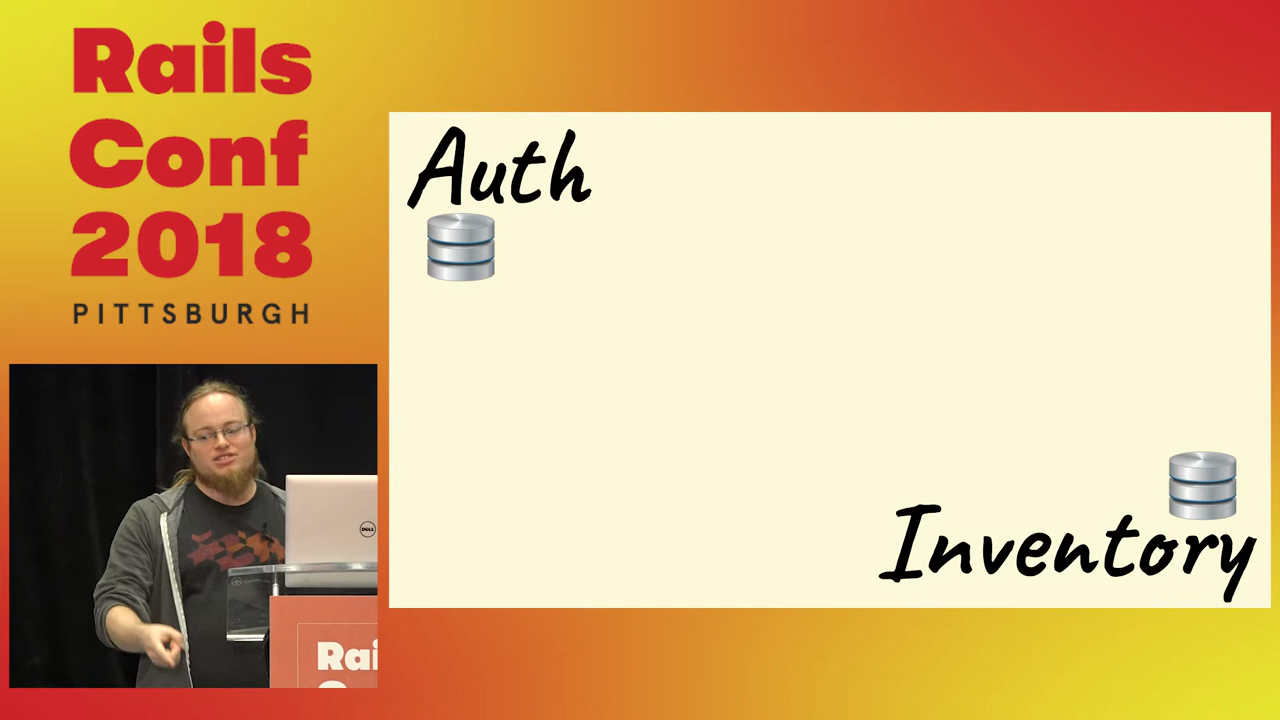 Rails
Conf
2018
PITTSBURGH
Auth
Inventory
DELL
Rai